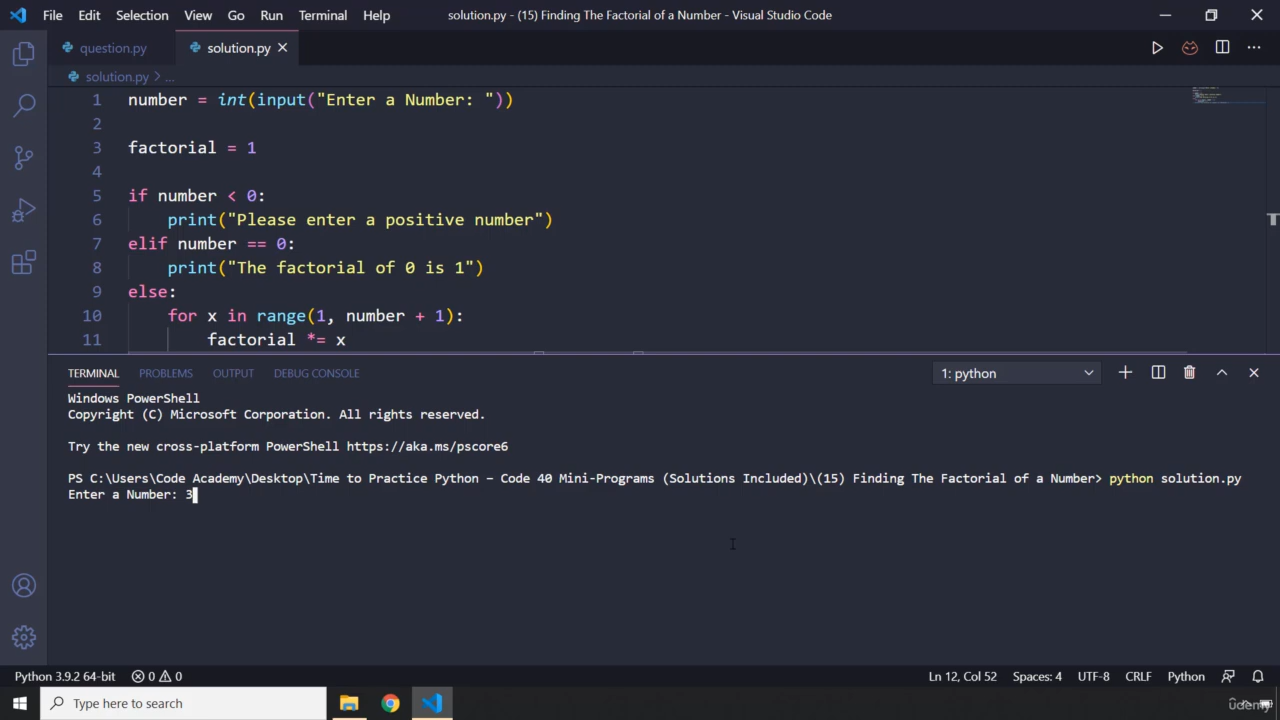 File Edit Selection View Go Run Terminal Help solution.py - (15) Finding The Factorial of a Number - Visual Studio Code
question.py solution.py
solution.py > ...
1 number = int(input("Enter a Number: "))
2
3 factorial = 1
4
5 if number < 0:
6 print("Please enter a positive number")
7 elif number == 0:
8 print("The factorial of 0 is 1")
9 else:
10 for x in range(1, number + 1):
11 factorial *= x
TERMINAL PROBLEMS OUTPUT DEBUG CONSOLE 1: python
Windows PowerShell
Copyright (C) Microsoft Corporation. All rights reserved.
Try the new cross-platform PowerShell https://aka.ms/pscore6
PS C:\Users\Code Academy\Desktop\Time to Practice Python – Code 40 Mini-Programs (Solutions Included)\(15) Finding The Factorial of a Number> python solution.py
Enter a Number: 3
Python 3.9.2 64-bit 0 0 Ln 12, Col 52 Spaces: 4 UTF-8 CRLF Python
Type here to search
udemy